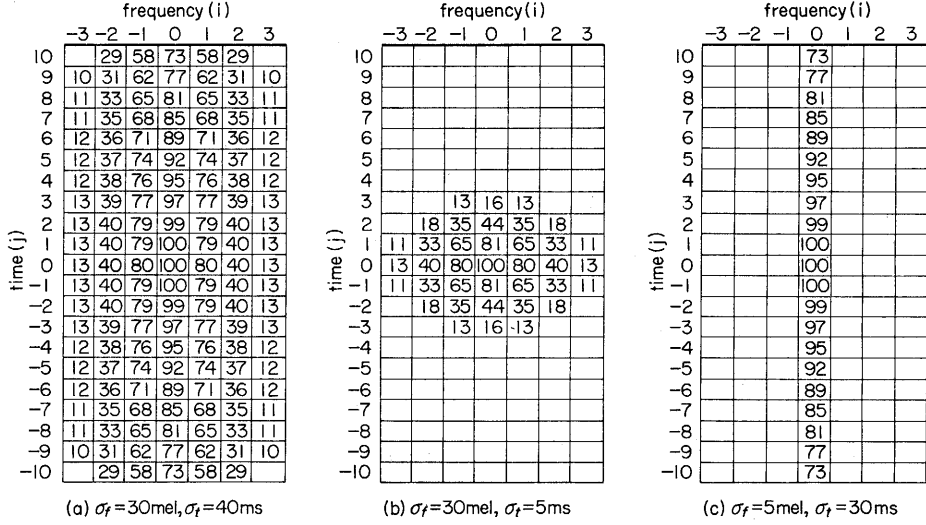 frequency (i) frequency (i) frequency (i)
-3 -2 -1 0 1 2 3 -3 -2 -1 0 1 2 3 -3 -2 -1 0 1 2 3
10 29 58 73 58 29 10 10 73
9 10 31 62 77 62 31 10 9 9 77
8 11 33 65 81 65 33 11 8 8 81
7 11 35 68 85 68 35 11 7 7 85
6 12 36 71 89 71 36 12 6 6 89
5 12 37 74 92 74 37 12 5 5 92
4 12 38 76 95 76 38 12 4 4 95
3 13 39 77 97 77 39 13 3 13 16 13 3 97
2 13 40 79 99 79 40 13 2 18 35 44 35 18 2 99
1 13 40 79 100 79 40 13 1 11 33 65 81 65 33 11 1 100
time (j) 0 13 40 80 100 80 40 13 time (j) 0 13 40 80 100 80 40 13 time (j) 0 100
-1 13 40 79 100 79 40 13 -1 11 33 65 81 65 33 11 -1 100
-2 13 40 79 99 79 40 13 -2 18 35 44 35 18 -2 99
-3 13 39 77 97 77 39 13 -3 13 16 13 -3 97
-4 12 38 76 95 76 38 12 -4 -4 95
-5 12 37 74 92 74 37 12 -5 -5 92
-6 12 36 71 89 71 36 12 -6 -6 89
-7 11 35 68 85 68 35 11 -7 -7 85
-8 11 33 65 81 65 33 11 -8 -8 81
-9 10 31 62 77 62 31 10 -9 -9 77
-10 29 58 73 58 29 -10 -10 73
(a) σf=30mel, σt=40ms (b) σf=30mel, σt=5ms (c) σf=5mel, σt=30ms